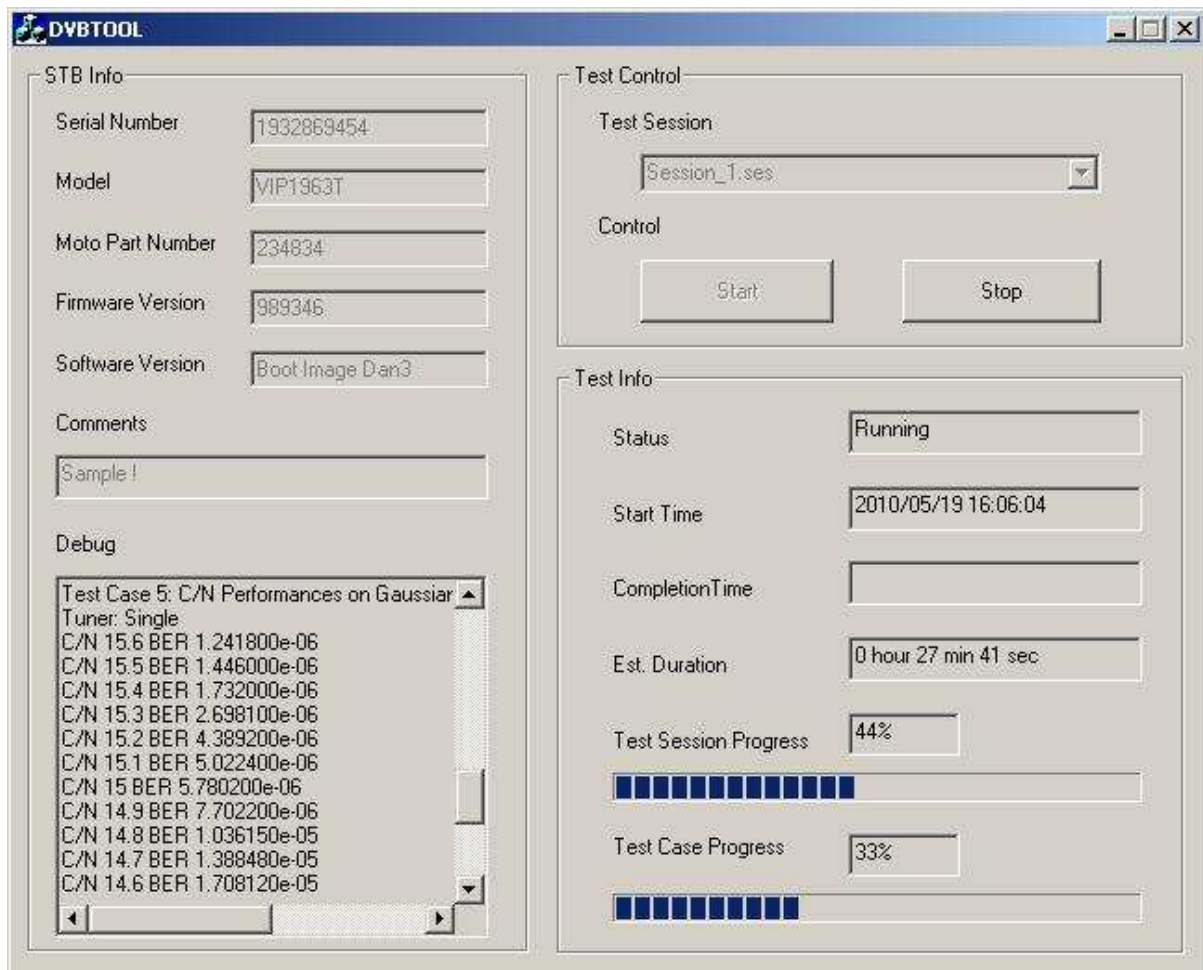 DVBTOOL
STB Info
Serial Number
1932869454
Model
VIP1963T
Moto Part Number
234834
Firmware Version
989346
Software Version
Boot Image Dan3
Comments
Sample !
Debug
Test Case 5: C/N Performances on Gaussian
Tuner: Single
C/N 15.6 BER 1.241800e-06
C/N 15.5 BER 1.446000e-06
C/N 15.4 BER 1.732000e-06
C/N 15.3 BER 2.698100e-06
C/N 15.2 BER 4.389200e-06
C/N 15.1 BER 5.022400e-06
C/N 15 BER 5.780200e-06
C/N 14.9 BER 7.702200e-06
C/N 14.8 BER 1.036150e-05
C/N 14.7 BER 1.388480e-05
C/N 14.6 BER 1.708120e-05
Test Control
Test Session
Session_1.ses
Control
Start
Stop
Test Info
Status
Running
Start Time
2010/05/19 16:06:04
CompletionTime
Est. Duration
0 hour 27 min 41 sec
Test Session Progress
44%
Test Case Progress
33%